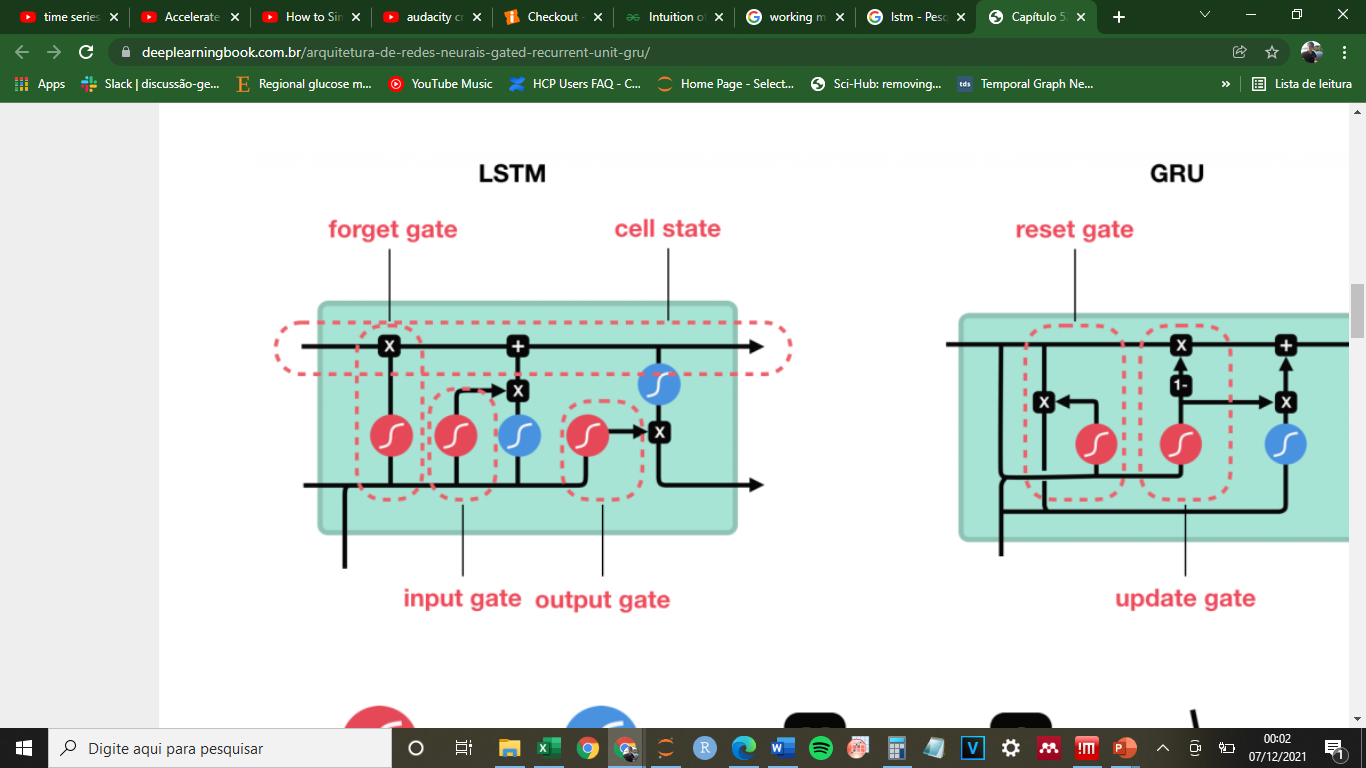 time series
Accelerate
How to Sin
audacity c
Checkout
Intuition o
working m
lstm - Pesq
Capítulo 5
deeplearningbook.com.br/arquitetura-de-redes-neurais-gated-recurrent-unit-gru/
Apps
Slack | discussão-ge...
Regional glucose m...
YouTube Music
HCP Users FAQ - C...
Home Page - Select...
Sci-Hub: removing...
tds
Temporal Graph Ne...
»
Lista de leitura
LSTM
GRU
forget gate
cell state
reset gate
X
+
X
+
X
1-
X
X
X
input gate
output gate
update gate
Digite aqui para pesquisar
00:02
07/12/2021
1